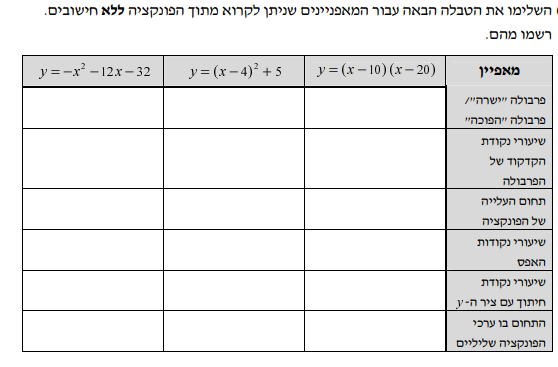 השלימו את הטבלה הבאה עבור המאפיינים שניתן לקרוא מתוך הפונקציה ללא חישובים.
רשמו מהם.
מאפיין
y = (x − 10)(x − 20)
y = (x − 4)² + 5
y = −x² − 12x − 32
פרבולה "ישרה"/
פרבולה "הפוכה"
שיעורי נקודת
הקדקוד של
הפרבולה
תחום העלייה
של הפונקציה
שיעורי נקודות
האפס
שיעורי נקודת
חיתוך עם ציר ה- y
התחום בו ערכי
הפונקציה שליליים